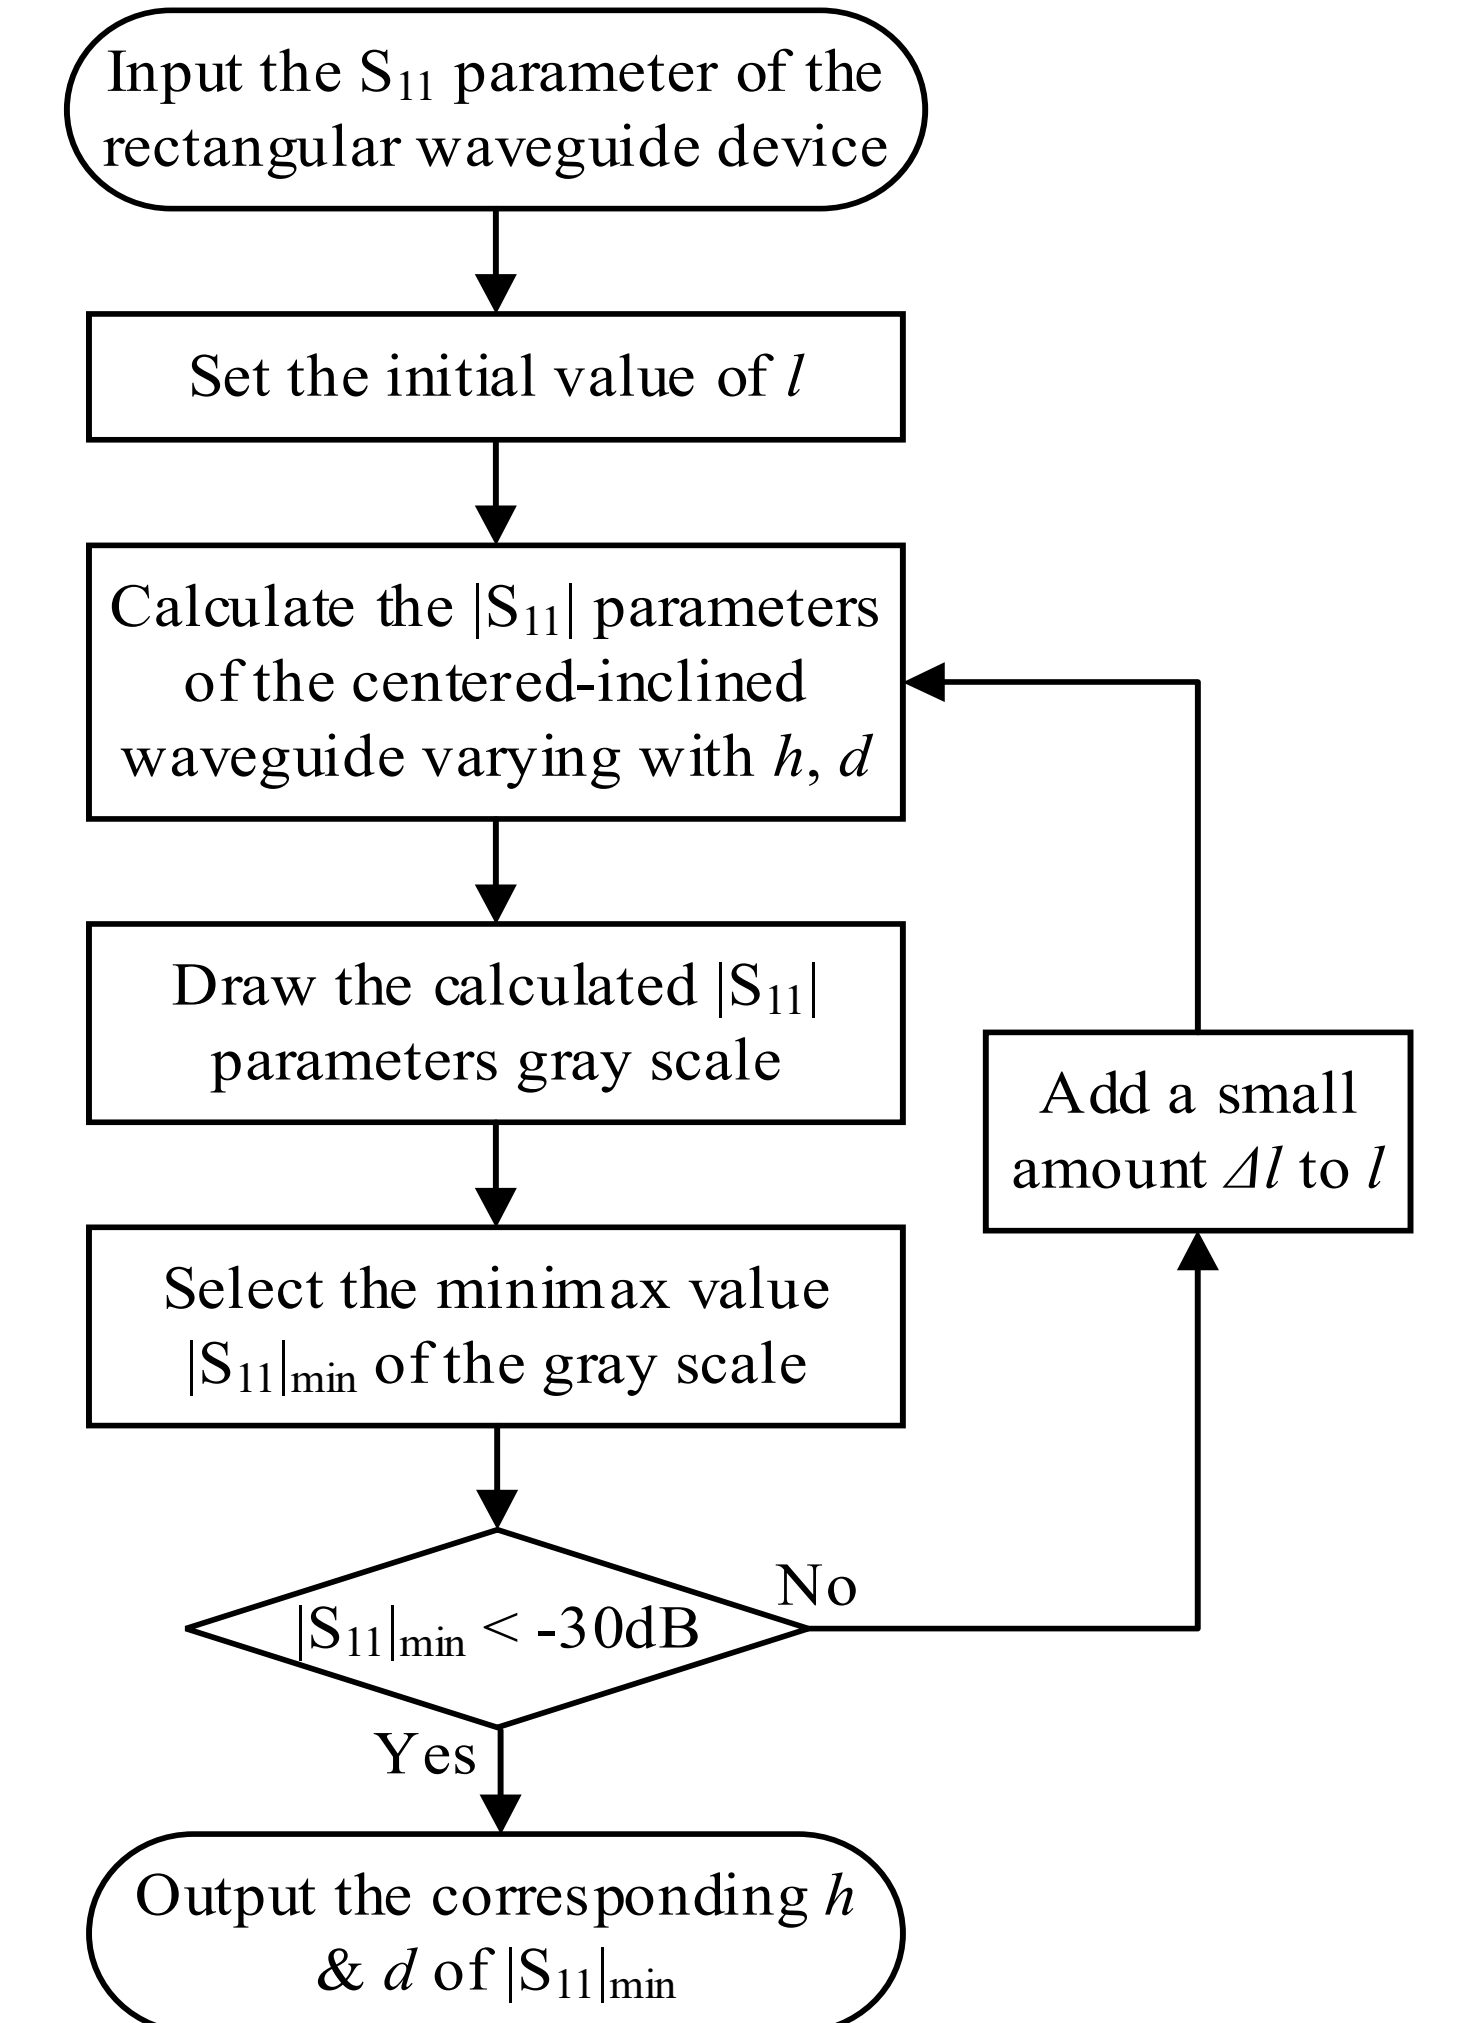 Input the S11 parameter of the
rectangular waveguide device
Set the initial value of l
Calculate the |S11| parameters
of the centered-inclined
waveguide varying with h, d
Draw the calculated |S11|
parameters gray scale
Add a small
amount Δl to l
Select the minimax value
|S11|min of the gray scale
|S11|min < -30dB
No
Yes
Output the corresponding h
& d of |S11|min